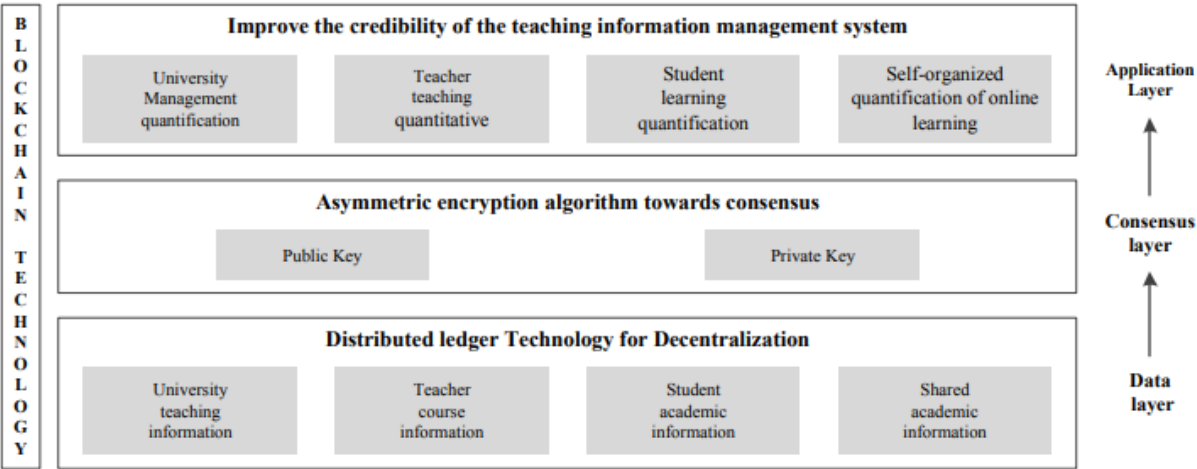 BLOCKCHAIN TECHNOLOGY
Improve the credibility of the teaching information management system
University
Management
quantification
Teacher
teaching
quantitative
Student
learning
quantification
Self-organized
quantification of online
learning
Application
Layer
Asymmetric encryption algorithm towards consensus
Public Key
Private Key
Consensus
layer
Distributed ledger Technology for Decentralization
University
teaching
information
Teacher
course
information
Student
academic
information
Shared
academic
information
Data
layer